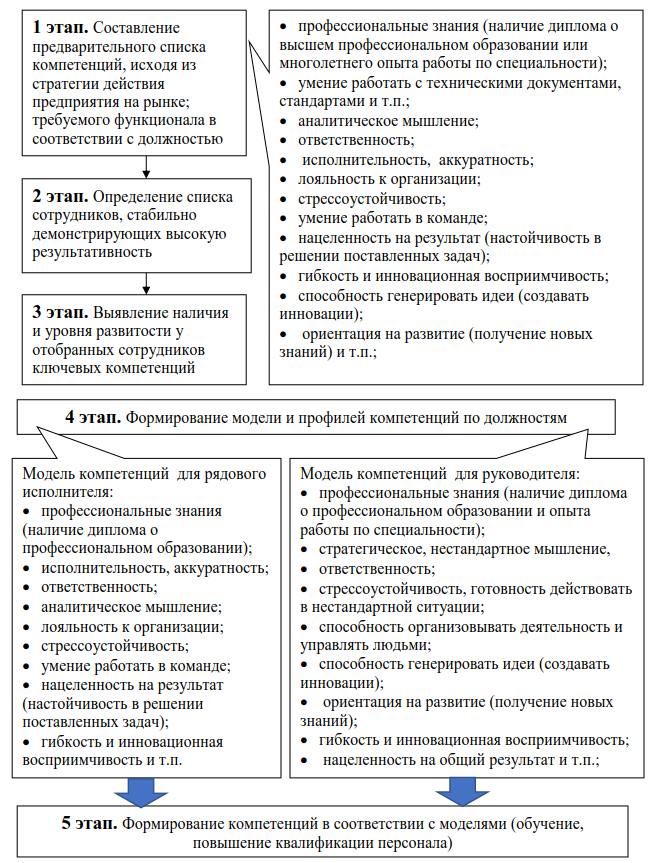 1 этап. Составление
предварительного списка
компетенций, исходя из
стратегии действия
предприятия на рынке;
требуемого функционала в
соответствии с должностью
• профессиональные знания (наличие диплома о
высшем профессиональном образовании или
многолетнего опыта работы по специальности);
• умение работать с техническими документами,
стандартами и т.п.;
• аналитическое мышление;
• ответственность;
• исполнительность, аккуратность;
• лояльность к организации;
• стрессоустойчивость;
• умение работать в команде;
• нацеленность на результат (настойчивость в
решении поставленных задач);
• гибкость и инновационная восприимчивость;
• способность генерировать идеи (создавать
инновации);
• ориентация на развитие (получение новых
знаний) и т.п.;
2 этап. Определение списка
сотрудников, стабильно
демонстрирующих высокую
результативность
3 этап. Выявление наличия
и уровня развитости у
отобранных сотрудников
ключевых компетенций
4 этап. Формирование модели и профилей компетенций по должностям
Модель компетенций для рядового
исполнителя:
• профессиональные знания
(наличие диплома о
профессиональном образовании);
• исполнительность, аккуратность;
• ответственность;
• аналитическое мышление;
• лояльность к организации;
• стрессоустойчивость;
• умение работать в команде;
• нацеленность на результат
(настойчивость в решении
поставленных задач);
• гибкость и инновационная
восприимчивость и т.п.
Модель компетенций для руководителя:
• профессиональные знания (наличие диплома
о профессиональном образовании и опыта
работы по специальности);
• стратегическое, нестандартное мышление,
• ответственность;
• стрессоустойчивость, готовность действовать
в нестандартной ситуации;
• способность организовывать деятельность и
управлять людьми;
• способность генерировать идеи (создавать
инновации);
• ориентация на развитие (получение новых
знаний);
• гибкость и инновационная восприимчивость;
• нацеленность на общий результат и т.п.;
5 этап. Формирование компетенций в соответствии с моделями (обучение,
повышение квалификации персонала)